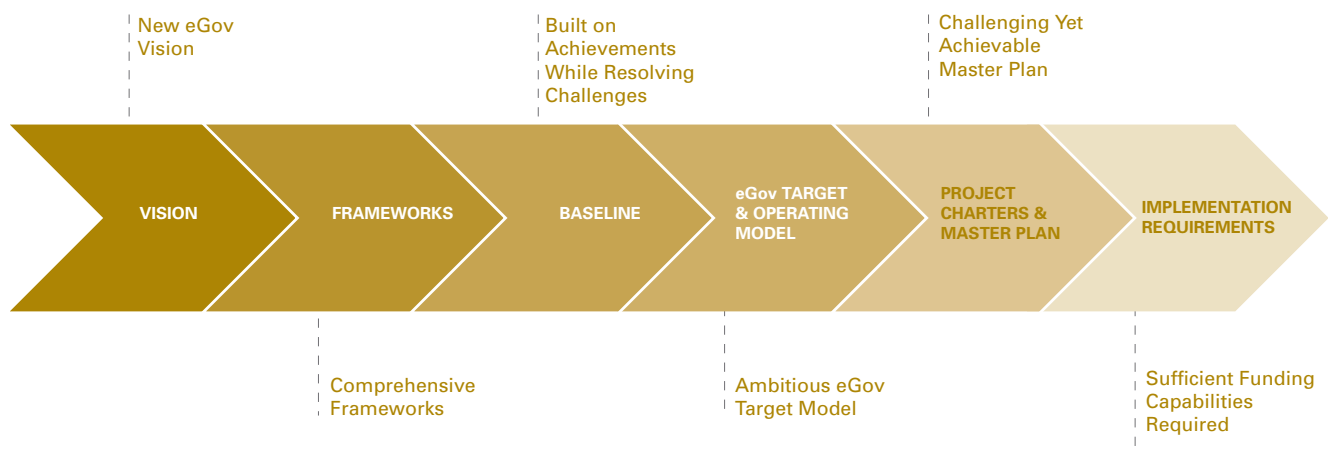 New eGov
Vision
Built on
Achievements
While Resolving
Challenges
Challenging Yet
Achievable
Master Plan
VISION
FRAMEWORKS
BASELINE
eGov TARGET
& OPERATING
MODEL
PROJECT
CHARTERS &
MASTER PLAN
IMPLEMENTATION
REQUIREMENTS
Comprehensive
Frameworks
Ambitious eGov
Target Model
Sufficient Funding
Capabilities
Required